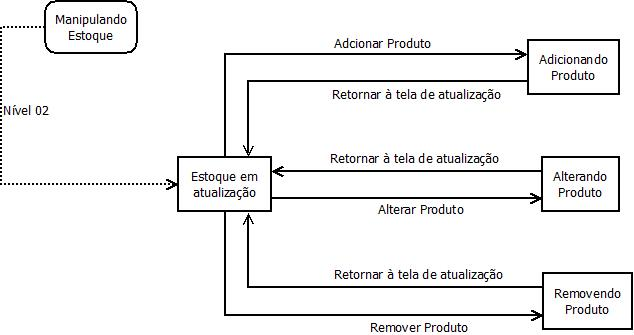 Manipulando
Estoque
Adcionar Produto
Adicionando
Produto
Retornar à tela de atualização
Nível 02
Estoque em
atualização
Retornar à tela de atualização
Alterando
Produto
Alterar Produto
Retornar à tela de atualização
Removendo
Produto
Remover Produto